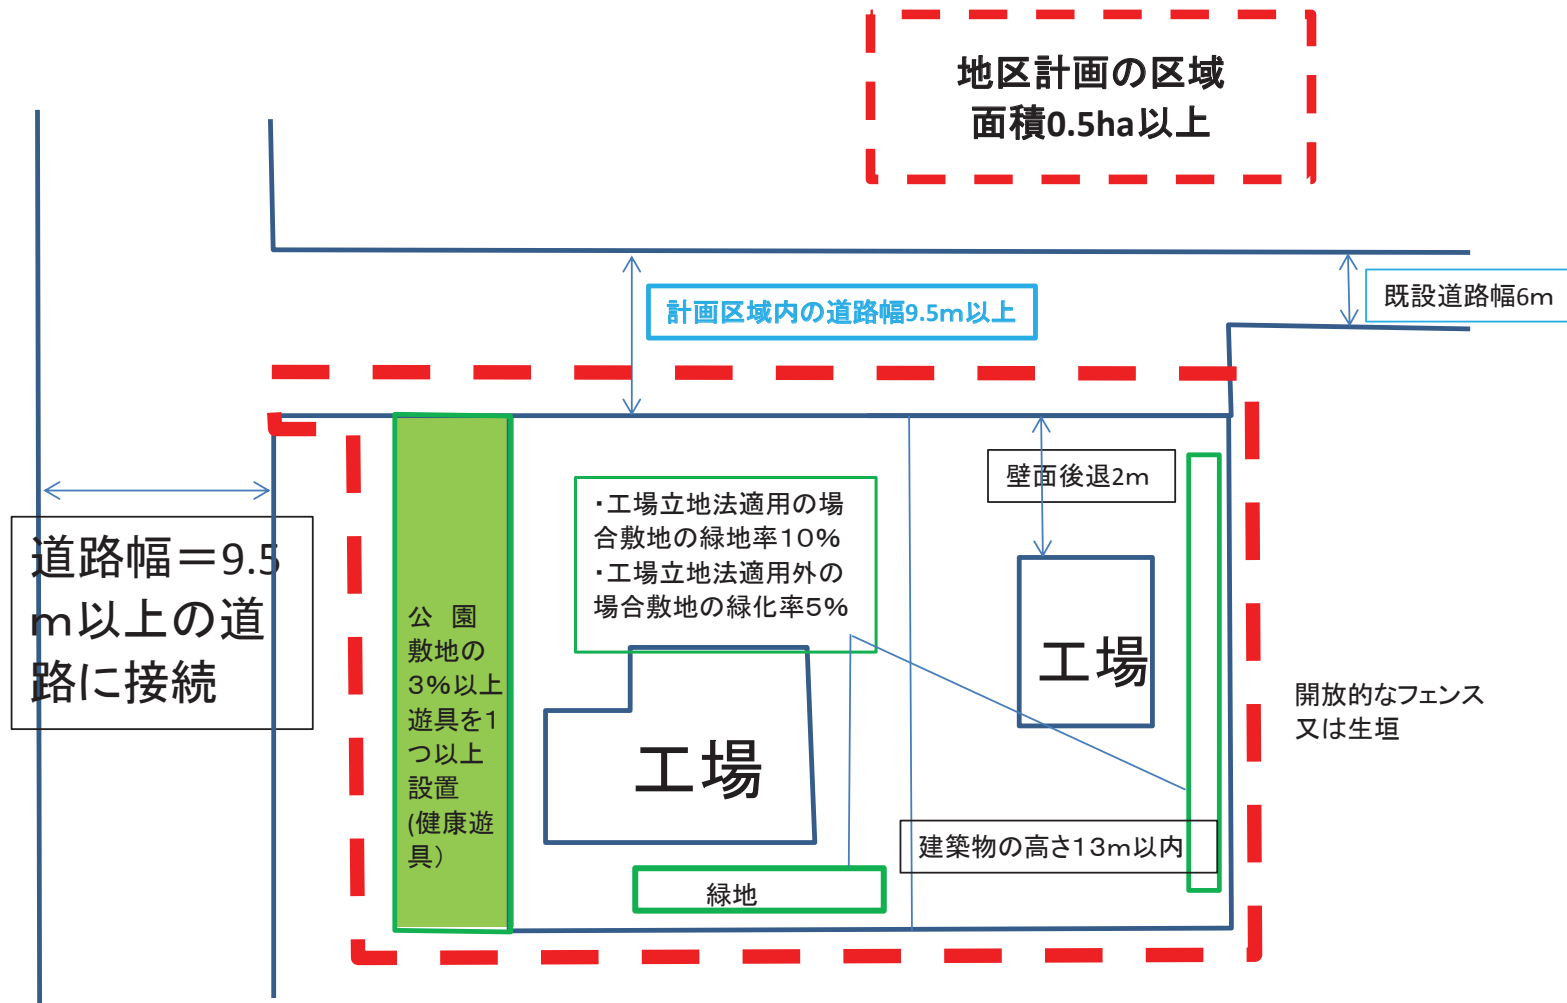 地区計画の区域
面積0.5ha以上
計画区域内の道路幅9.5m以上
既設道路幅6m
壁面後退2m
・工場立地法適用の場
合敷地の緑地率10%
・工場立地法適用外の
場合敷地の緑化率5%
道路幅＝9.5
m以上の道
路に接続
公　園
敷地の
3%以上
遊具を1
つ以上
設置
(健康遊
具）
工場
工場
開放的なフェンス
又は生垣
建築物の高さ13m以内
緑地